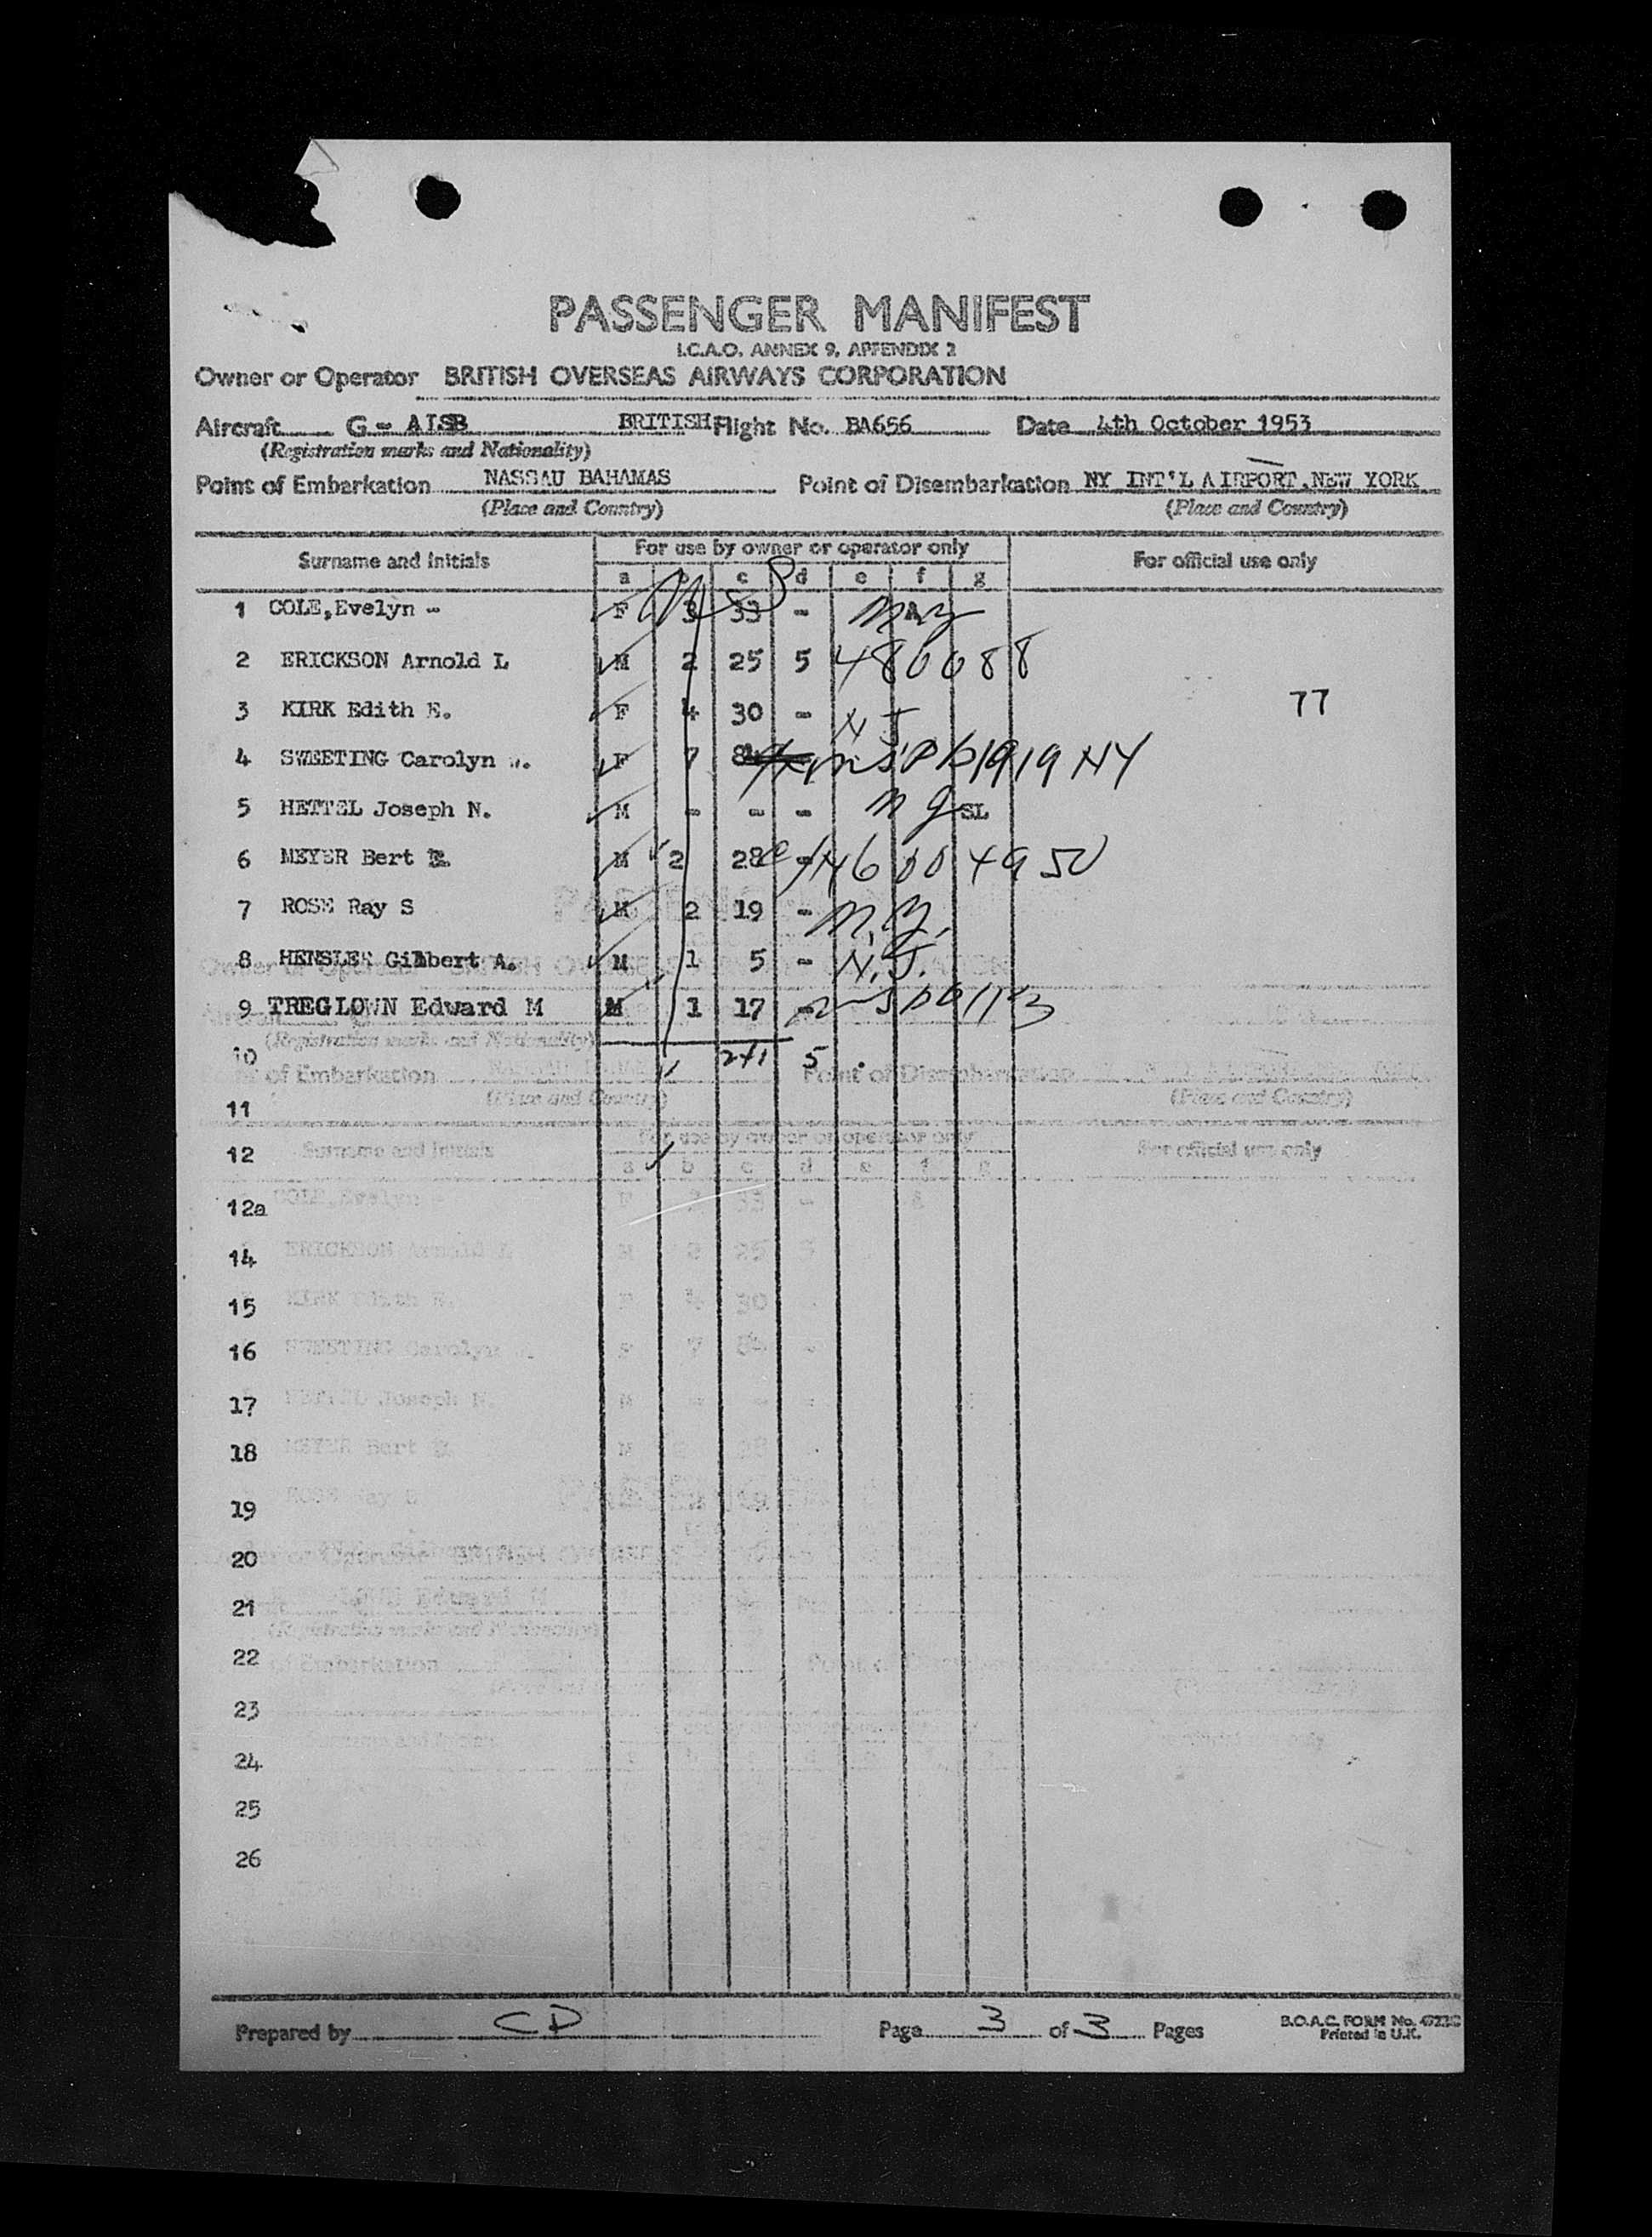 PASSENGER MANIFEST
I.C.A.O. ANNEX 9, APPENDIX 2
Owner or Operator BRITISH OVERSEAS AIRWAYS CORPORATION
Aircraft G - AISB BRITISH Flight No. BA656 Date 4th October 1953
(Registration marks and Nationality)
Point of Embarkation NASSAU BAHAMAS Point of Disembarkation NY INT'L AIRPORT, NEW YORK
(Place and Country) (Place and Country)
Surname and Initials For use by owner or operator only For official use only
a b c d e f g
1 COLE, Evelyn - F 3 33 -
2 ERICKSON Arnold L M 2 25 5 480088
3 KIRK Edith E. F 4 30 - N J 77
4 SWEETING Carolyn F 7 84 NY
5 HETTEL Joseph N. M - - - SL
6 MEYER Bert M 2 28 -
7 ROSE Ray S M 2 19 - N.Y.
8 HENSLER Gilbert A. M 1 5 - N.J.
9 TREGLOWN Edward M M 1 17 -
10 241 5
11
12
12a
14
15
16
17
18
19
20
21
22
23
24
25
26
Prepared by CD Page 3 of 3 Pages B.O.A.C. FORM No.
Printed in U.K.